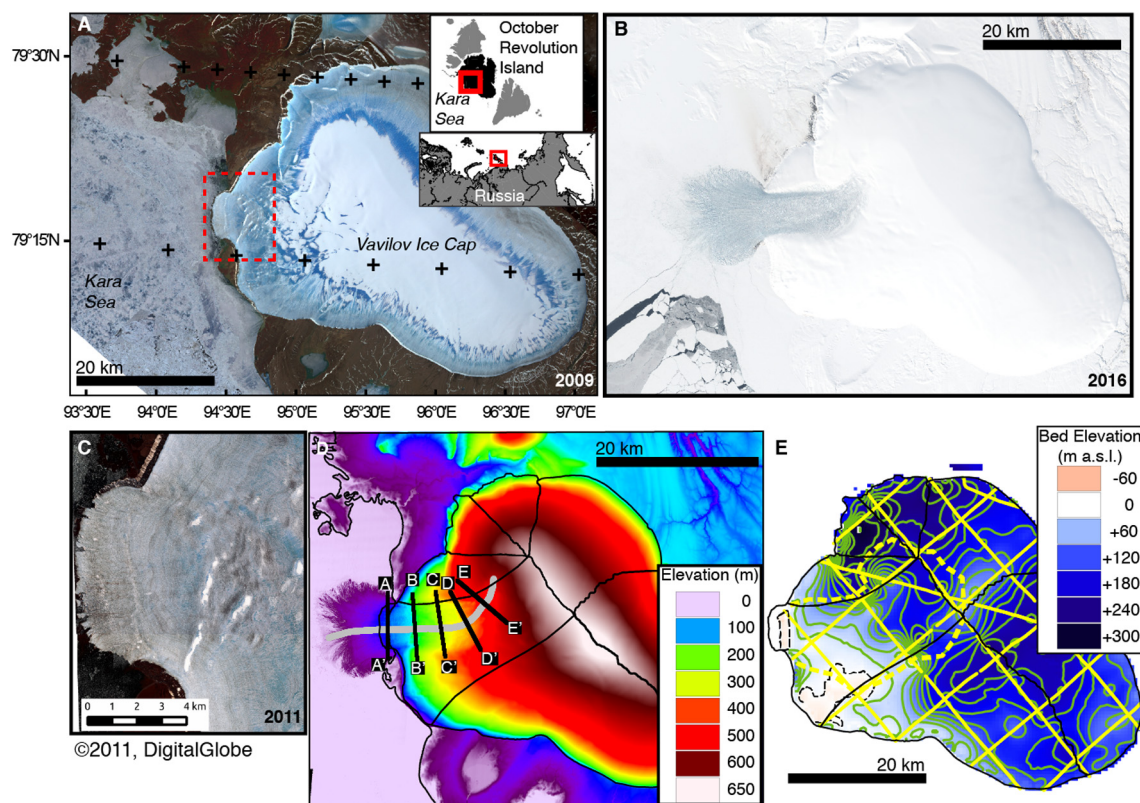 A
October
Revolution
Island
Kara
Sea
Russia
79°30'N
79°15'N
Vavilov Ice Cap
Kara
Sea
20 km
2009
93°30'E
94°0'E
94°30'E
95°0'E
95°30'E
96°0'E
96°30'E
97°0'E
B
20 km
2016
C
0 1 2 3 4 km
2011
©2011, DigitalGlobe
D
20 km
A
B
C
D
E
A'
B'
C'
D'
E'
Elevation (m)
0
100
200
300
400
500
600
650
E
Bed Elevation
(m a.s.l.)
-60
0
+60
+120
+180
+240
+300
20 km